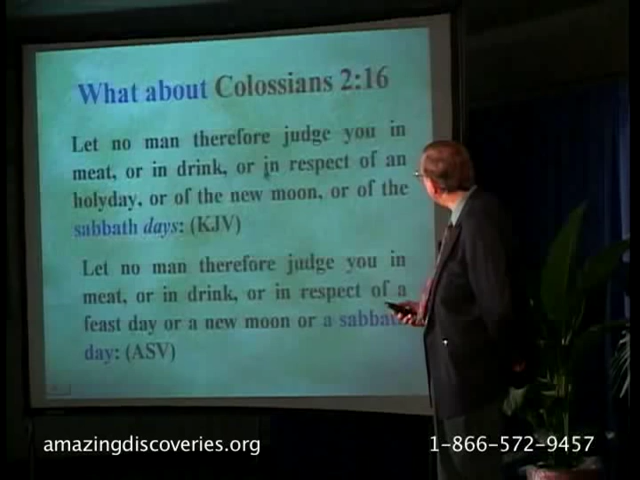 What about Colossians 2:16
Let no man therefore judge you in
meat, or in drink, or in respect of an
holyday, or of the new moon, or of the
sabbath days: (KJV)
Let no man therefore judge you in
meat, or in drink, or in respect of a
feast day or a new moon or a sabbath
day: (ASV)
amazingdiscoveries.org
1-866-572-9457